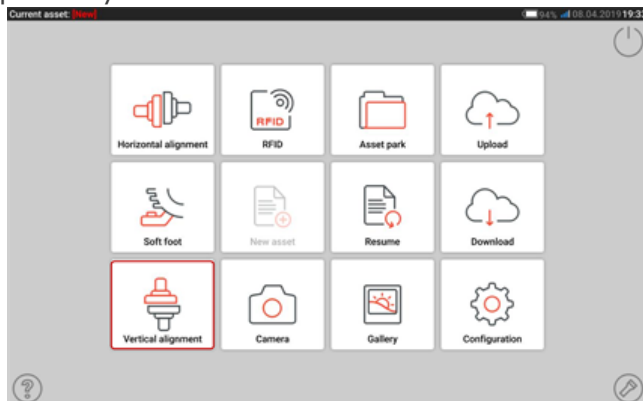 Current asset: [New]
94% 08.04.2019 19:33
Horizontal alignment
RFID
RFID
Asset park
Upload
Soft foot
New asset
Resume
Download
Vertical alignment
Camera
Gallery
Configuration
?